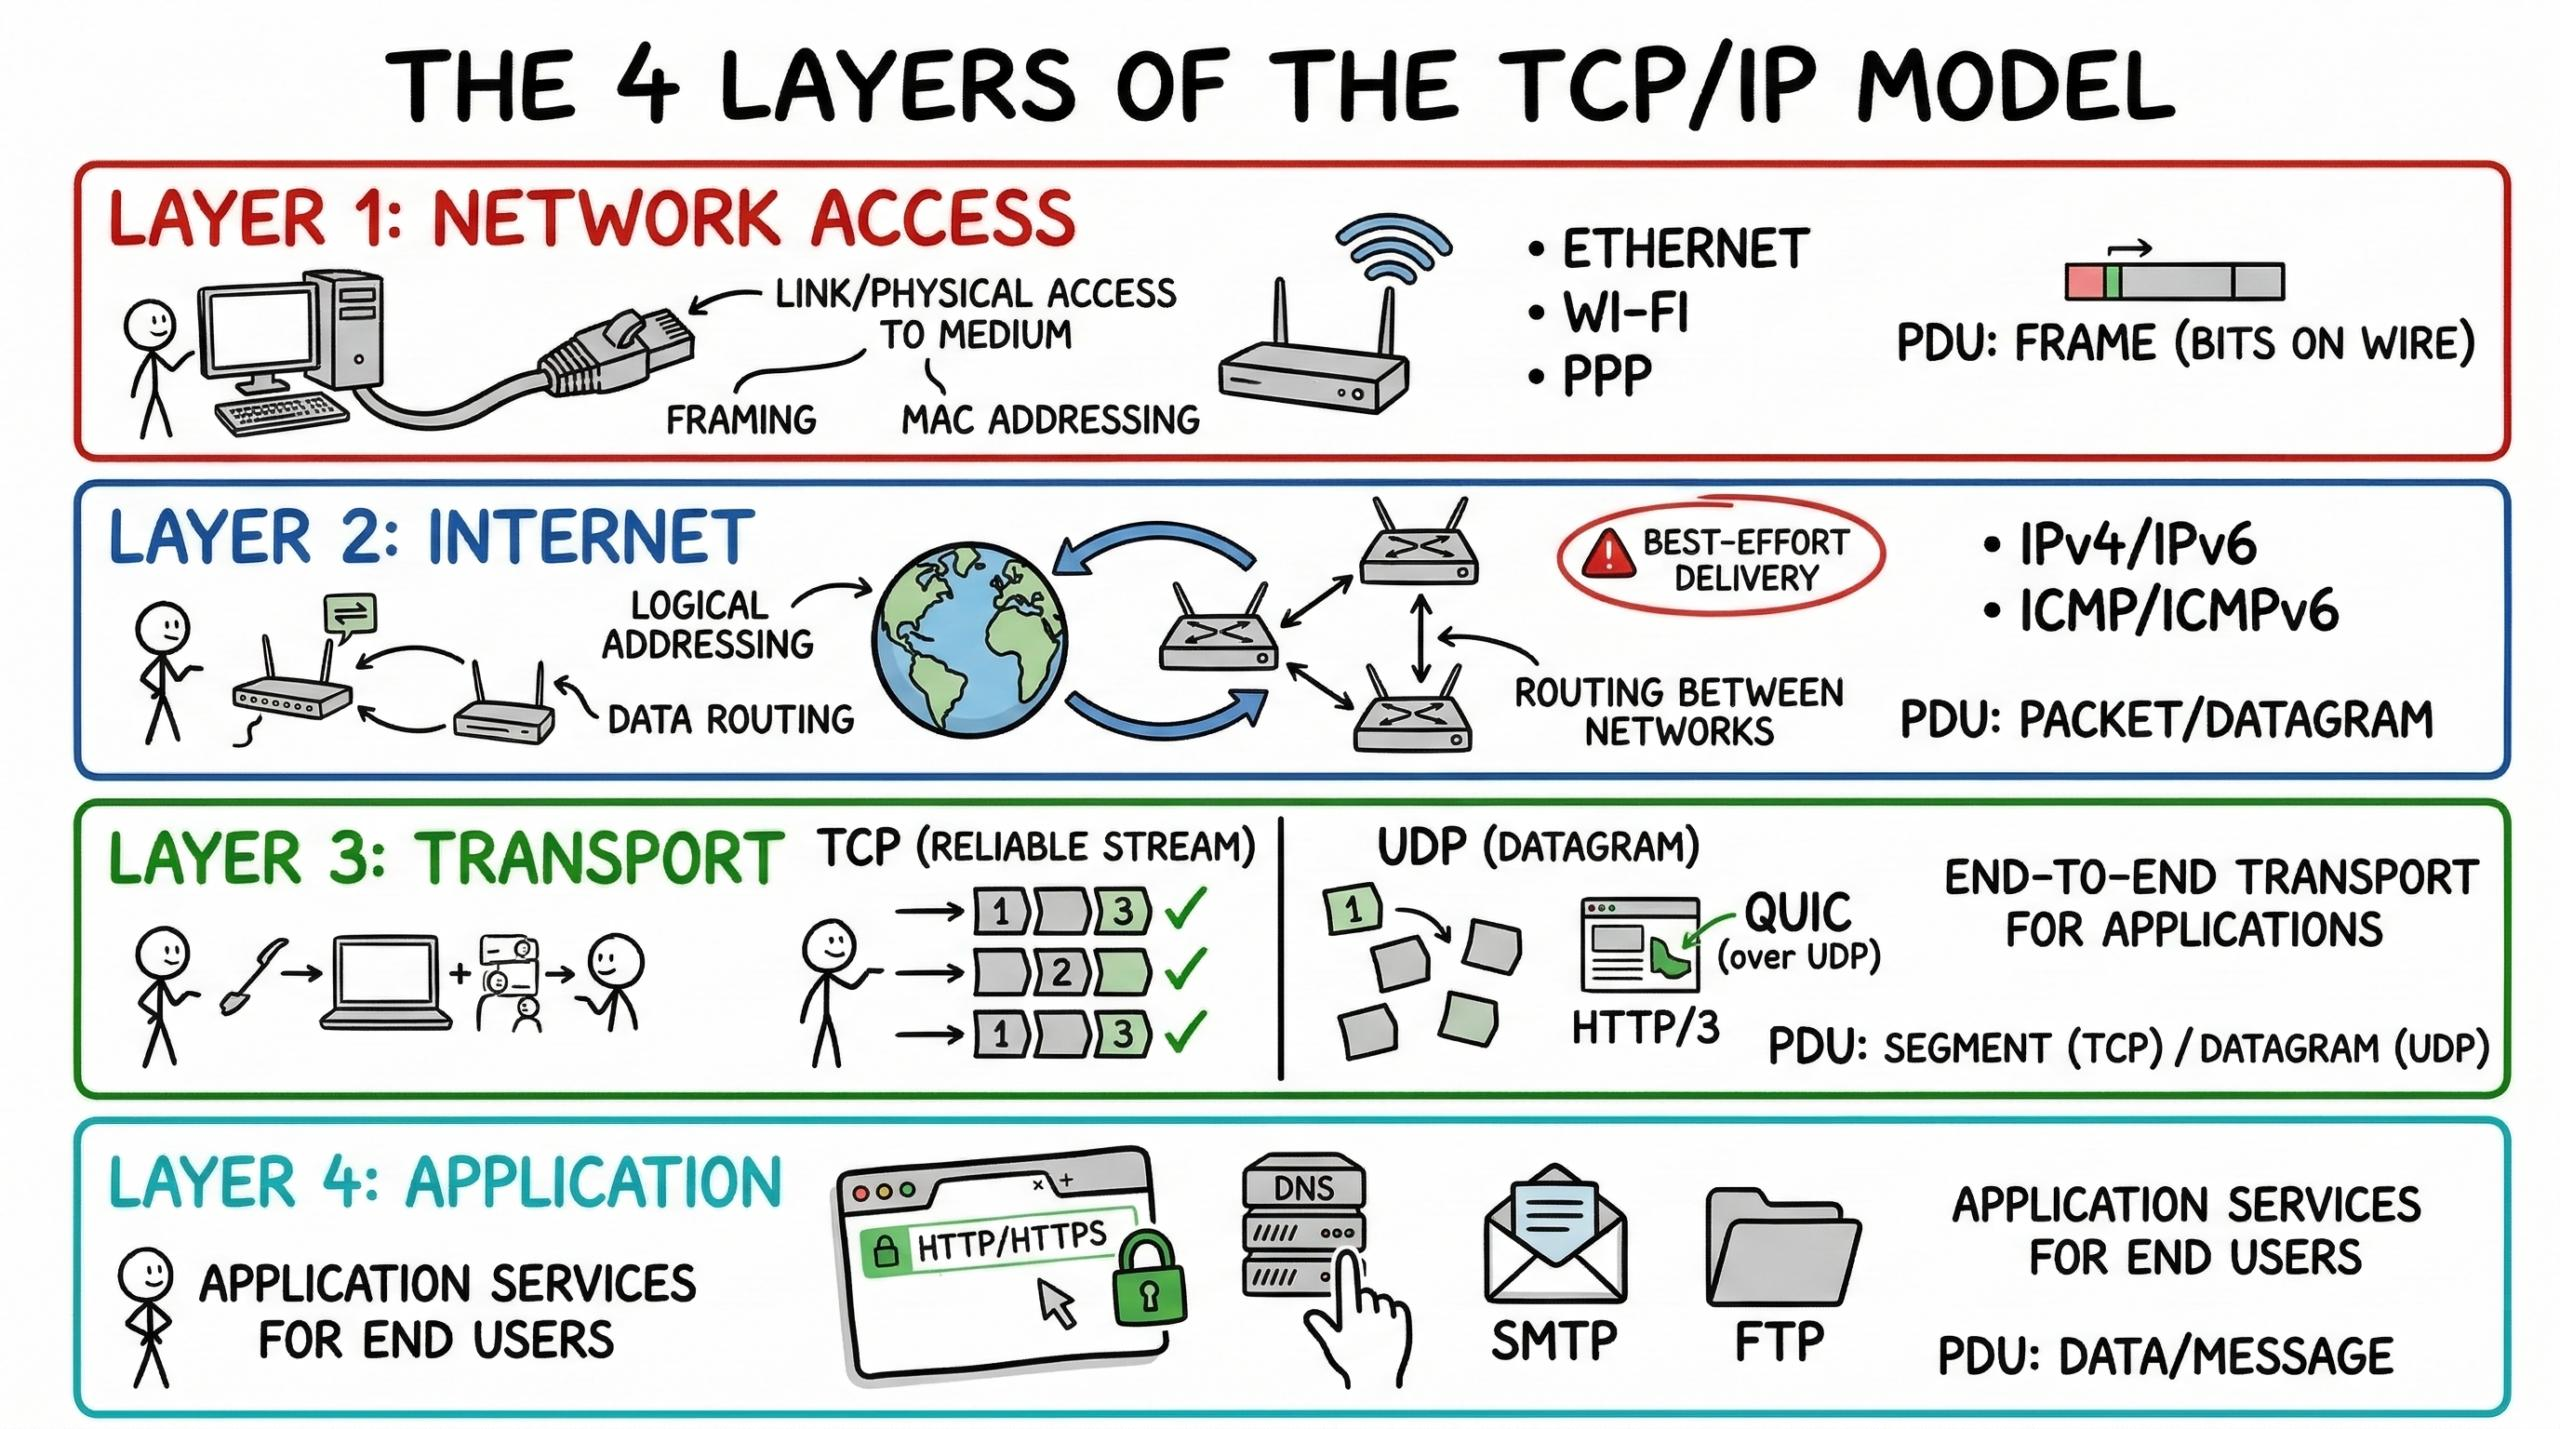 THE 4 LAYERS OF THE TCP/IP MODEL
LAYER 1: NETWORK ACCESS
LINK/PHYSICAL ACCESS
TO MEDIUM
FRAMING
MAC ADDRESSING
• ETHERNET
• WI-FI
• PPP
PDU: FRAME (BITS ON WIRE)
LAYER 2: INTERNET
LOGICAL
ADDRESSING
DATA ROUTING
BEST-EFFORT
DELIVERY
ROUTING BETWEEN
NETWORKS
• IPv4/IPv6
• ICMP/ICMPv6
PDU: PACKET/DATAGRAM
LAYER 3: TRANSPORT
TCP (RELIABLE STREAM)
1 3
2
1 3
UDP (DATAGRAM)
1
QUIC
(over UDP)
HTTP/3
END-TO-END TRANSPORT
FOR APPLICATIONS
PDU: SEGMENT (TCP) / DATAGRAM (UDP)
LAYER 4: APPLICATION
APPLICATION SERVICES
FOR END USERS
HTTP/HTTPS
DNS
SMTP
FTP
APPLICATION SERVICES
FOR END USERS
PDU: DATA/MESSAGE